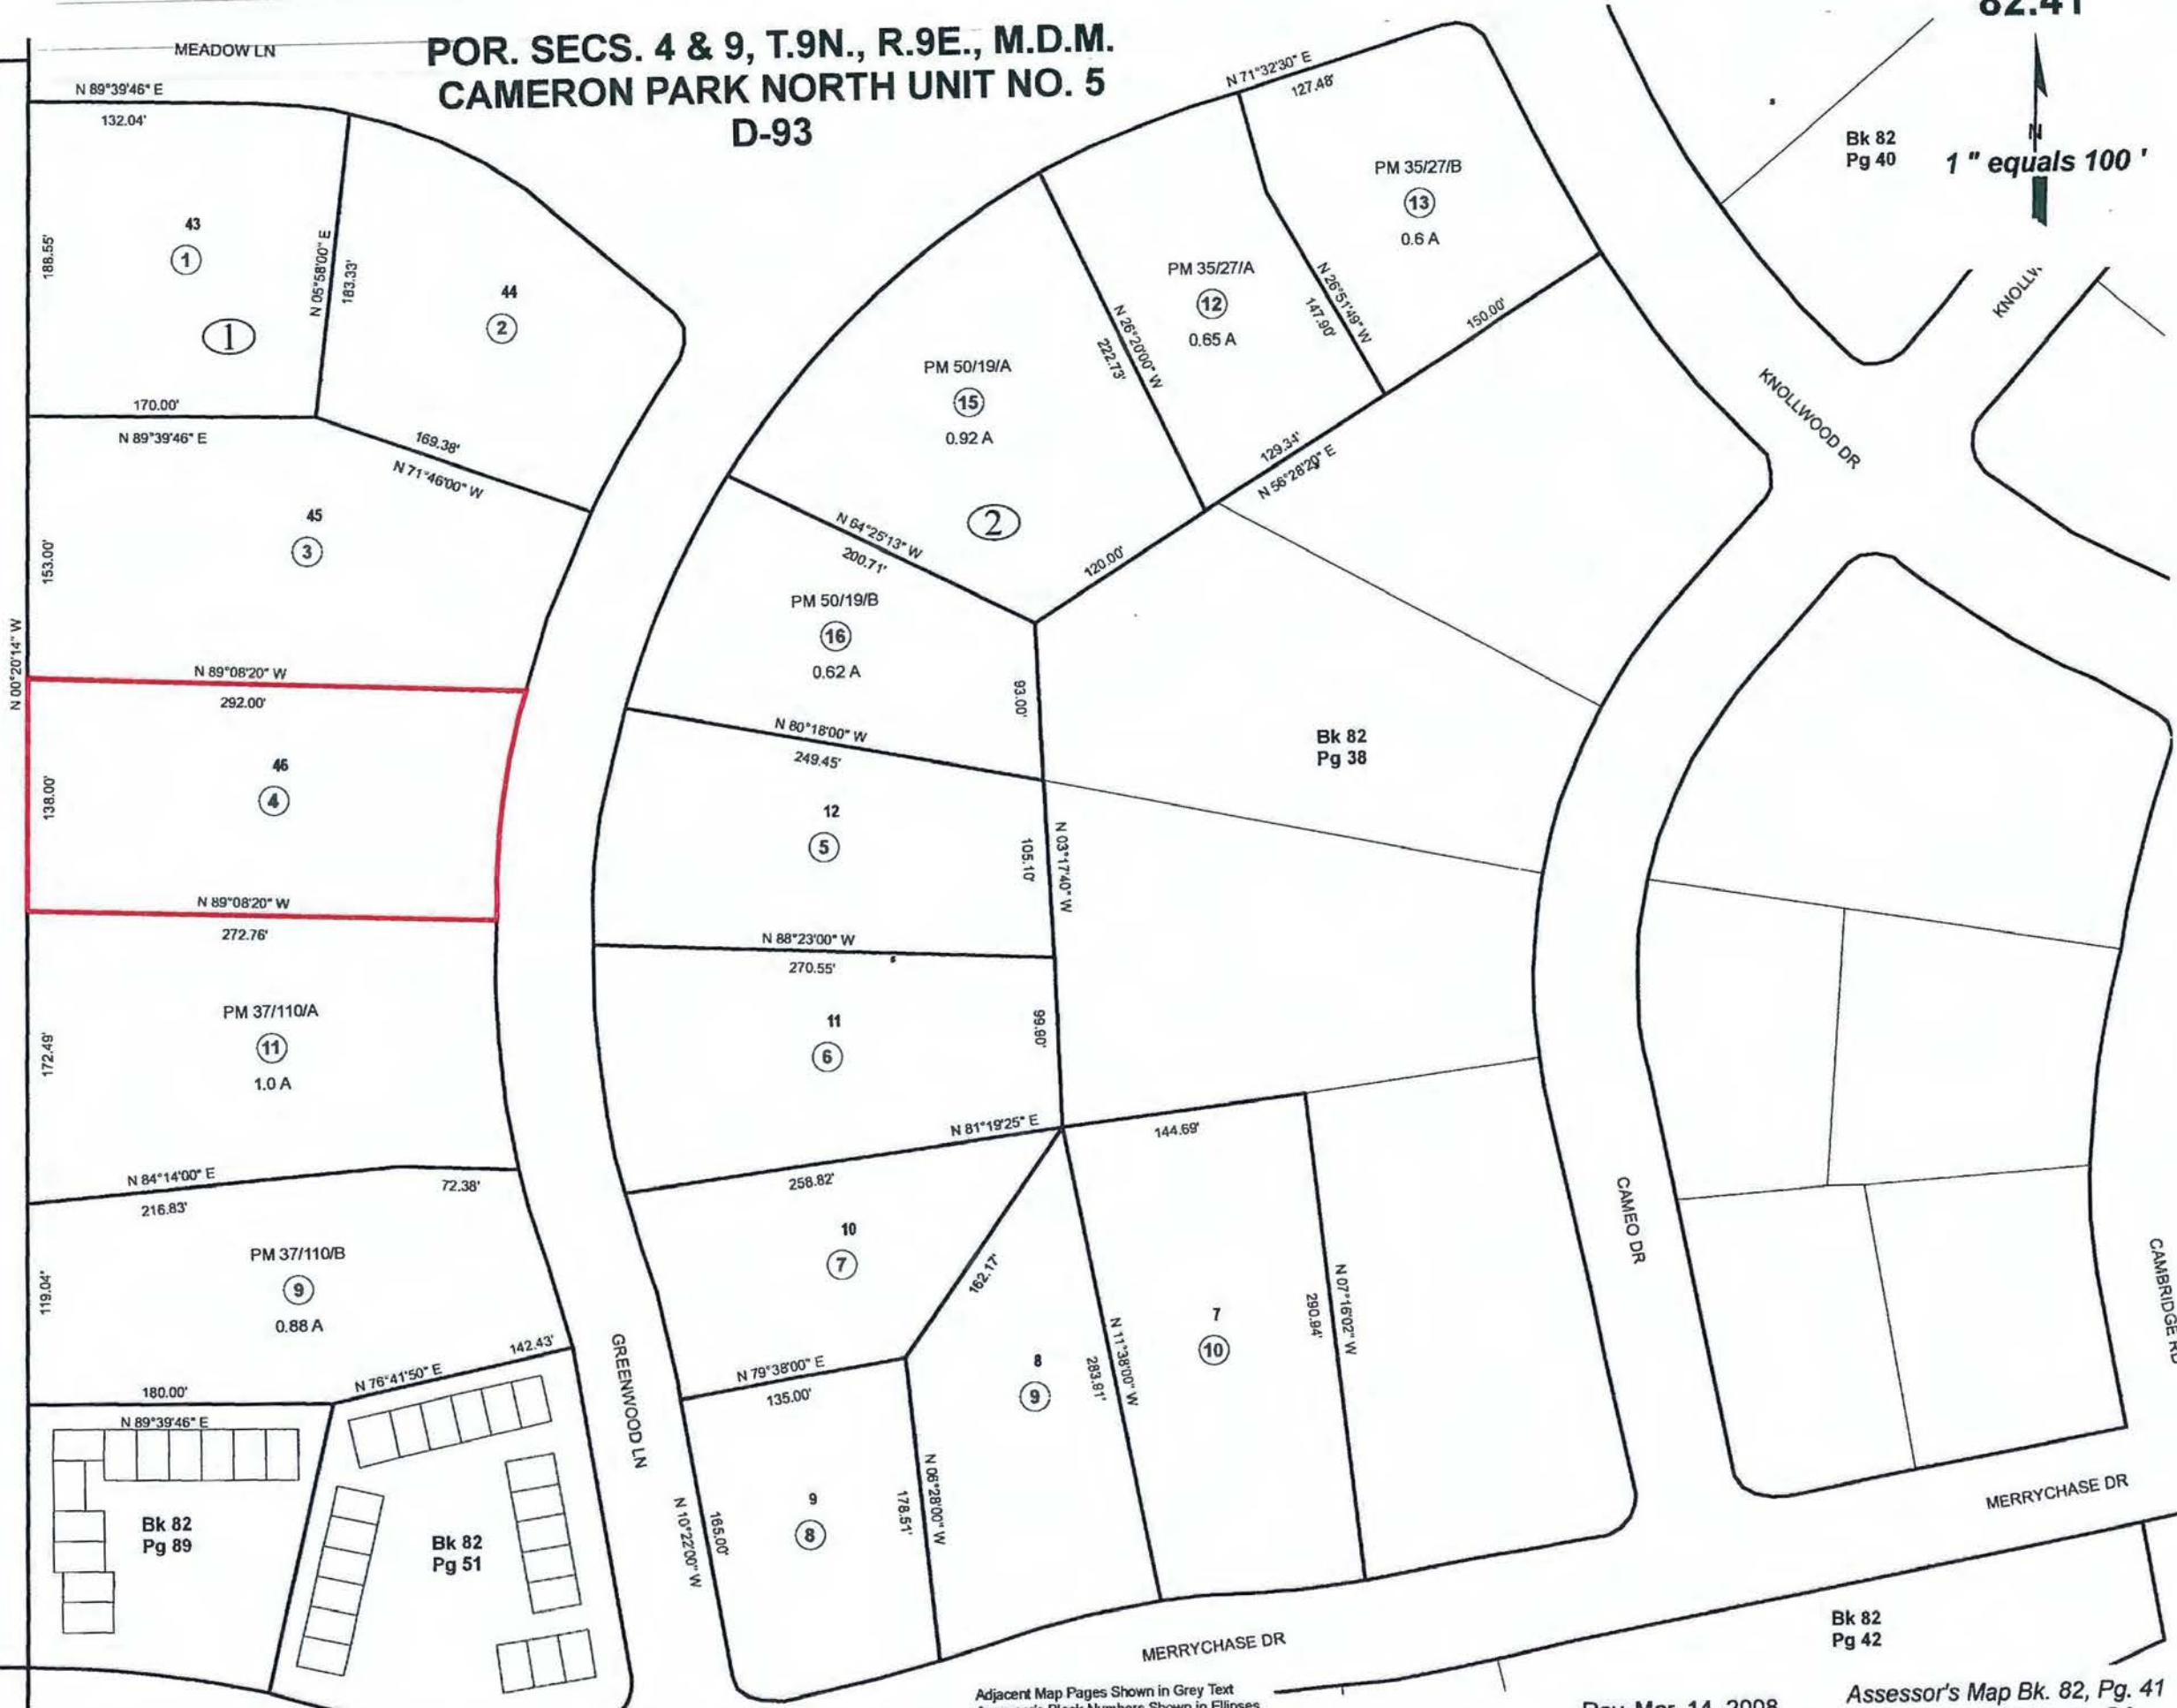 82:41
POR. SECS. 4 & 9, T.9N., R.9E., M.D.M.
CAMERON PARK NORTH UNIT NO. 5
D-93
N
1 " equals 100 '
MEADOW LN
N 89°39'46" E
132.04'
188.55'
43
1
1
N 05°58'00" E
183.33'
44
2
170.00'
N 89°39'46" E
169.38'
N 71°46'00" W
45
3
153.00'
N 00°20'14" W
N 89°08'20" W
292.00'
46
4
138.00'
N 89°08'20" W
272.76'
PM 37/110/A
11
1.0 A
172.49'
N 84°14'00" E
216.83'
72.38'
PM 37/110/B
9
0.88 A
119.04'
142.43'
N 76°41'50" E
180.00'
N 89°39'46" E
Bk 82
Pg 89
Bk 82
Pg 51
GREENWOOD LN
N 71°32'30" E
127.48'
PM 35/27/B
13
0.6 A
PM 35/27/A
12
0.65 A
N 26°51'49" W
147.90'
150.00'
N 26°20'00" W
222.73'
PM 50/19/A
15
0.92 A
2
129.34'
N 56°28'20" E
120.00'
N 64°25'13" W
200.71'
PM 50/19/B
16
0.62 A
93.00'
N 80°18'00" W
249.45'
12
5
105.10'
N 03°17'40" W
N 88°23'00" W
270.55'
11
6
99.90'
N 81°19'25" E
258.82'
144.69'
10
7
162.17'
N 79°38'00" E
135.00'
9
8
165.00'
N 10°22'00" W
178.51'
N 06°28'00" W
8
9
283.81'
N 11°38'00" W
7
10
290.94'
N 07°16'02" W
Bk 82
Pg 38
Bk 82
Pg 40
KNOLLW
KNOLLWOOD DR
CAMEO DR
CAMBRIDGE RD
MERRYCHASE DR
MERRYCHASE DR
Bk 82
Pg 42
Adjacent Map Pages Shown in Grey Text
Assessor's Block Numbers Shown in Ellipses
Rev. Mar. 14, 2008
Assessor's Map Bk. 82, Pg. 41